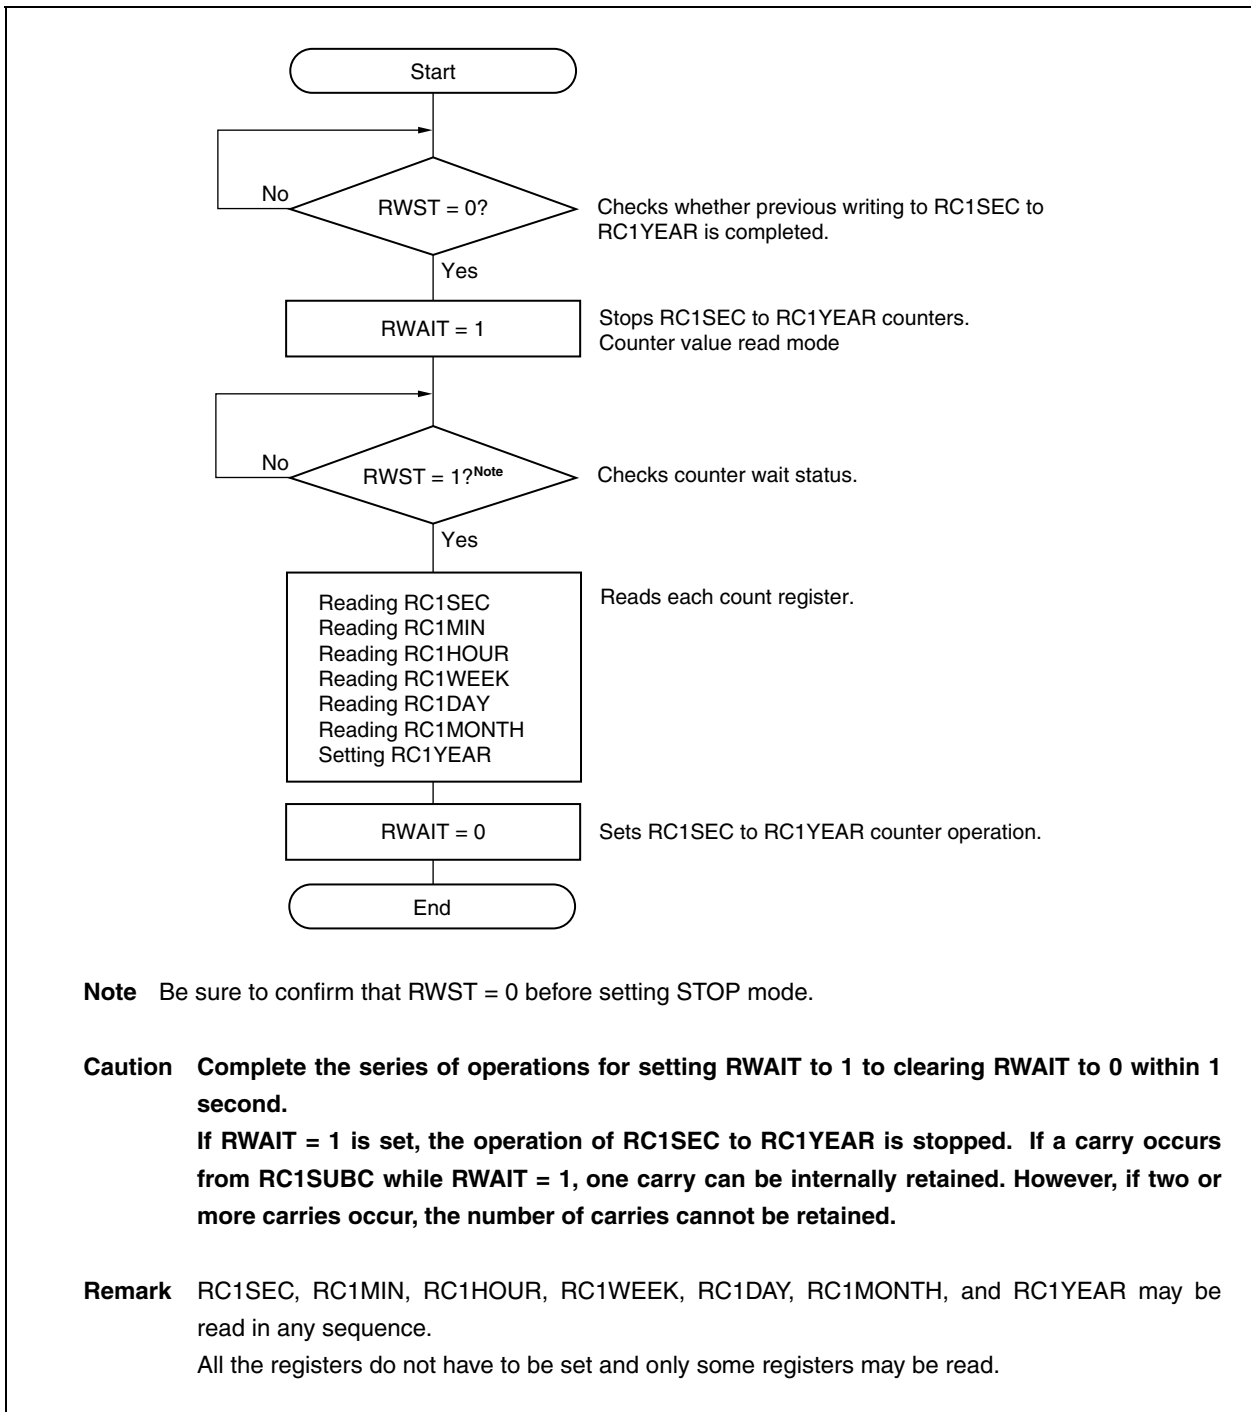 Start
No
RWST = 0?
Checks whether previous writing to RC1SEC to
RC1YEAR is completed.
Yes
RWAIT = 1
Stops RC1SEC to RC1YEAR counters.
Counter value read mode
No
RWST = 1?Note
Checks counter wait status.
Yes
Reading RC1SEC
Reading RC1MIN
Reading RC1HOUR
Reading RC1WEEK
Reading RC1DAY
Reading RC1MONTH
Setting RC1YEAR
Reads each count register.
RWAIT = 0
Sets RC1SEC to RC1YEAR counter operation.
End
Note Be sure to confirm that RWST = 0 before setting STOP mode.
Caution Complete the series of operations for setting RWAIT to 1 to clearing RWAIT to 0 within 1
second.
If RWAIT = 1 is set, the operation of RC1SEC to RC1YEAR is stopped. If a carry occurs
from RC1SUBC while RWAIT = 1, one carry can be internally retained. However, if two or
more carries occur, the number of carries cannot be retained.
Remark RC1SEC, RC1MIN, RC1HOUR, RC1WEEK, RC1DAY, RC1MONTH, and RC1YEAR may be
read in any sequence.
All the registers do not have to be set and only some registers may be read.